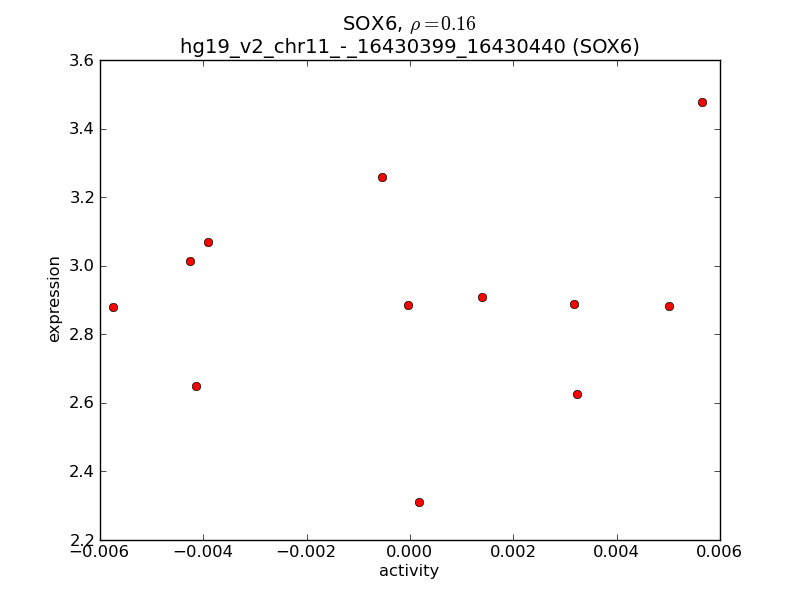 SOX6, ρ=0.16
hg19_v2_chr11_-_16430399_16430440 (SOX6)
3.6
3.4
3.2
3.0
2.8
2.6
2.4
2.2
expression
−0.006 −0.004 −0.002 0.000 0.002 0.004 0.006
activity